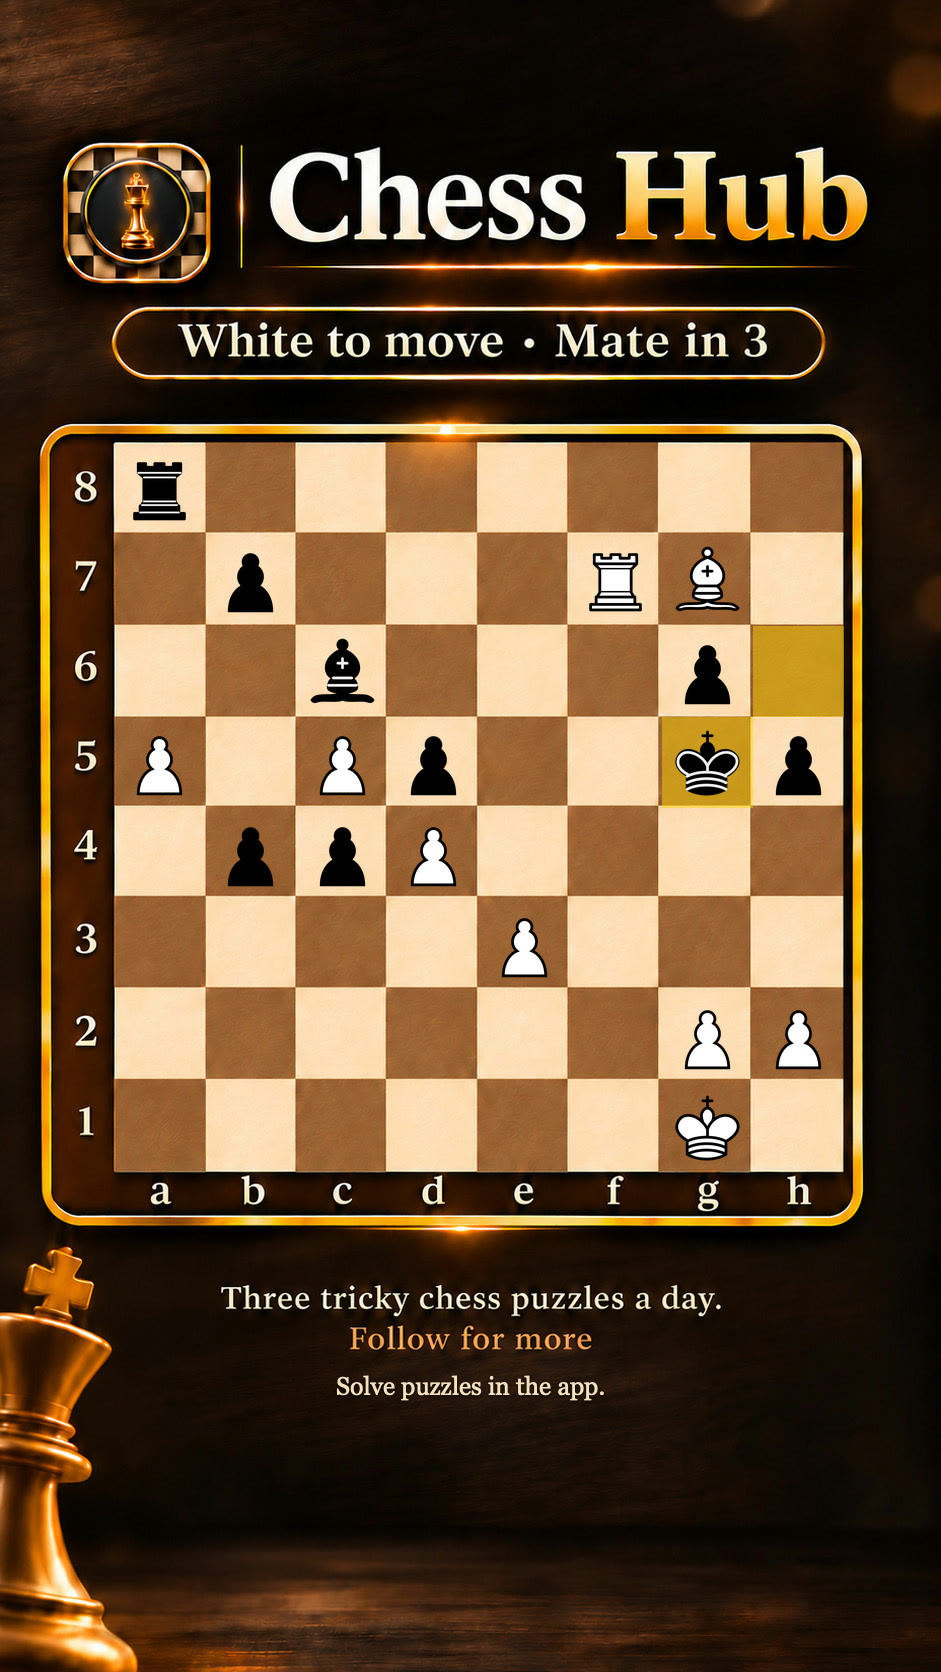 Chess Hub
White to move • Mate in 3
8
7
6
5
4
3
2
1
a b c d e f g h
Three tricky chess puzzles a day.
Follow for more
Solve puzzles in the app.